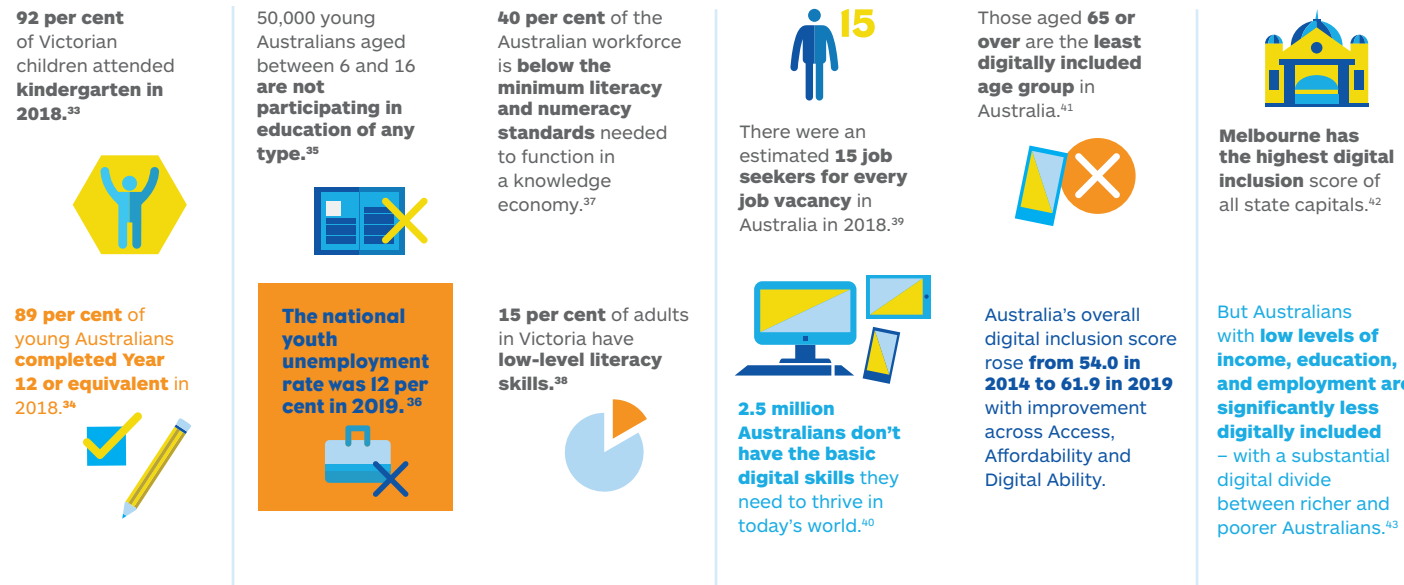 92 per cent
of Victorian
children attended
kindergarten in
2018.³³
89 per cent of
young Australians
completed Year
12 or equivalent in
2018.³⁴
50,000 young
Australians aged
between 6 and 16
are not
participating in
education of any
type.³⁵
The national
youth
unemployment
rate was 12 per
cent in 2019.³⁶
40 per cent of the
Australian workforce
is below the
minimum literacy
and numeracy
standards needed
to function in
a knowledge
economy.³⁷
15 per cent of adults
in Victoria have
low-level literacy
skills.³⁸
15
There were an
estimated 15 job
seekers for every
job vacancy in
Australia in 2018.³⁹
2.5 million
Australians don’t
have the basic
digital skills they
need to thrive in
today’s world.⁴⁰
Those aged 65 or
over are the least
digitally included
age group in
Australia.⁴¹
Australia’s overall
digital inclusion score
rose from 54.0 in
2014 to 61.9 in 2019
with improvement
across Access,
Affordability and
Digital Ability.
Melbourne has
the highest digital
inclusion score of
all state capitals.⁴²
But Australians
with low levels of
income, education,
and employment are
significantly less
digitally included
– with a substantial
digital divide
between richer and
poorer Australians.⁴³